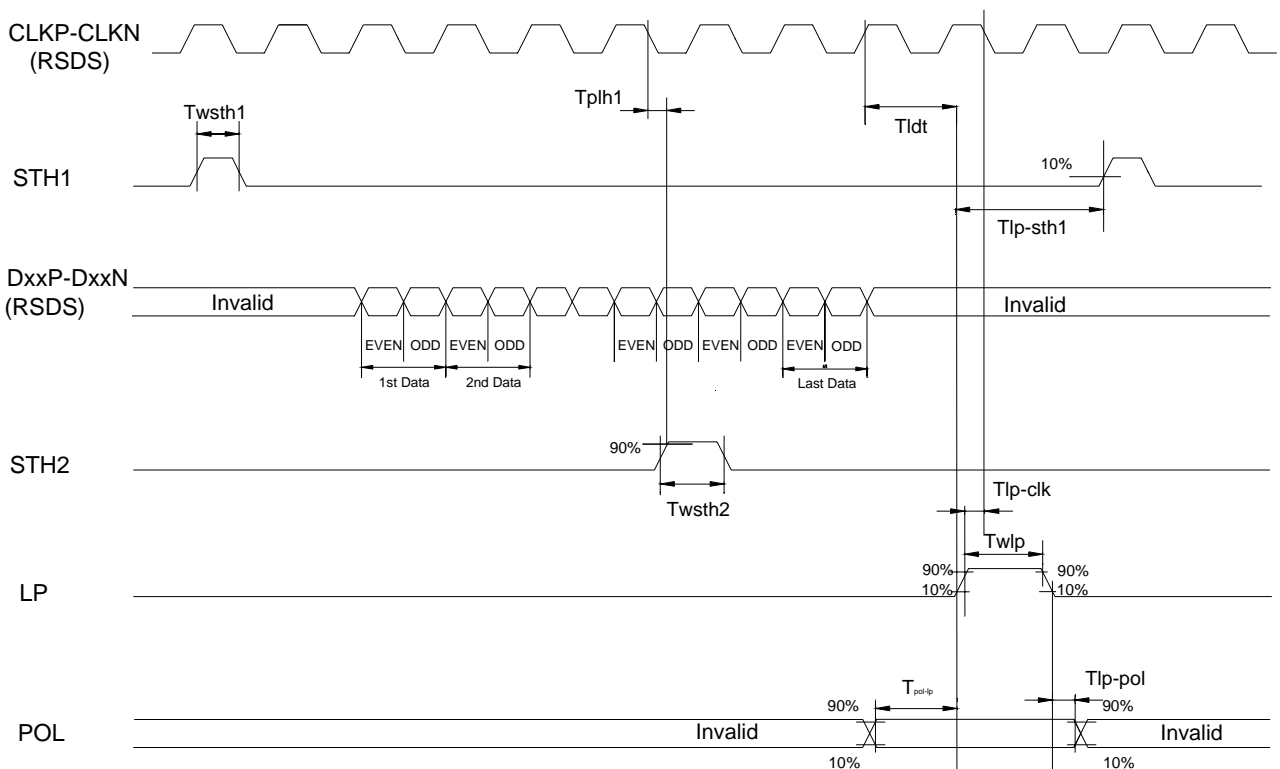 CLKP-CLKN
(RSDS)
Tplh1
Twsth1
Tldt
STH1
10%
Tlp-sth1
DxxP-DxxN
(RSDS)
Invalid
Invalid
EVEN ODD EVEN ODD EVEN ODD EVEN ODD EVEN ODD
1st Data 2nd Data Last Data
90%
STH2
Twsth2
Tlp-clk
Twlp
LP
90% 90%
10% 10%
Tpol-lp
Tlp-pol
90% 90%
POL
Invalid Invalid
10% 10%